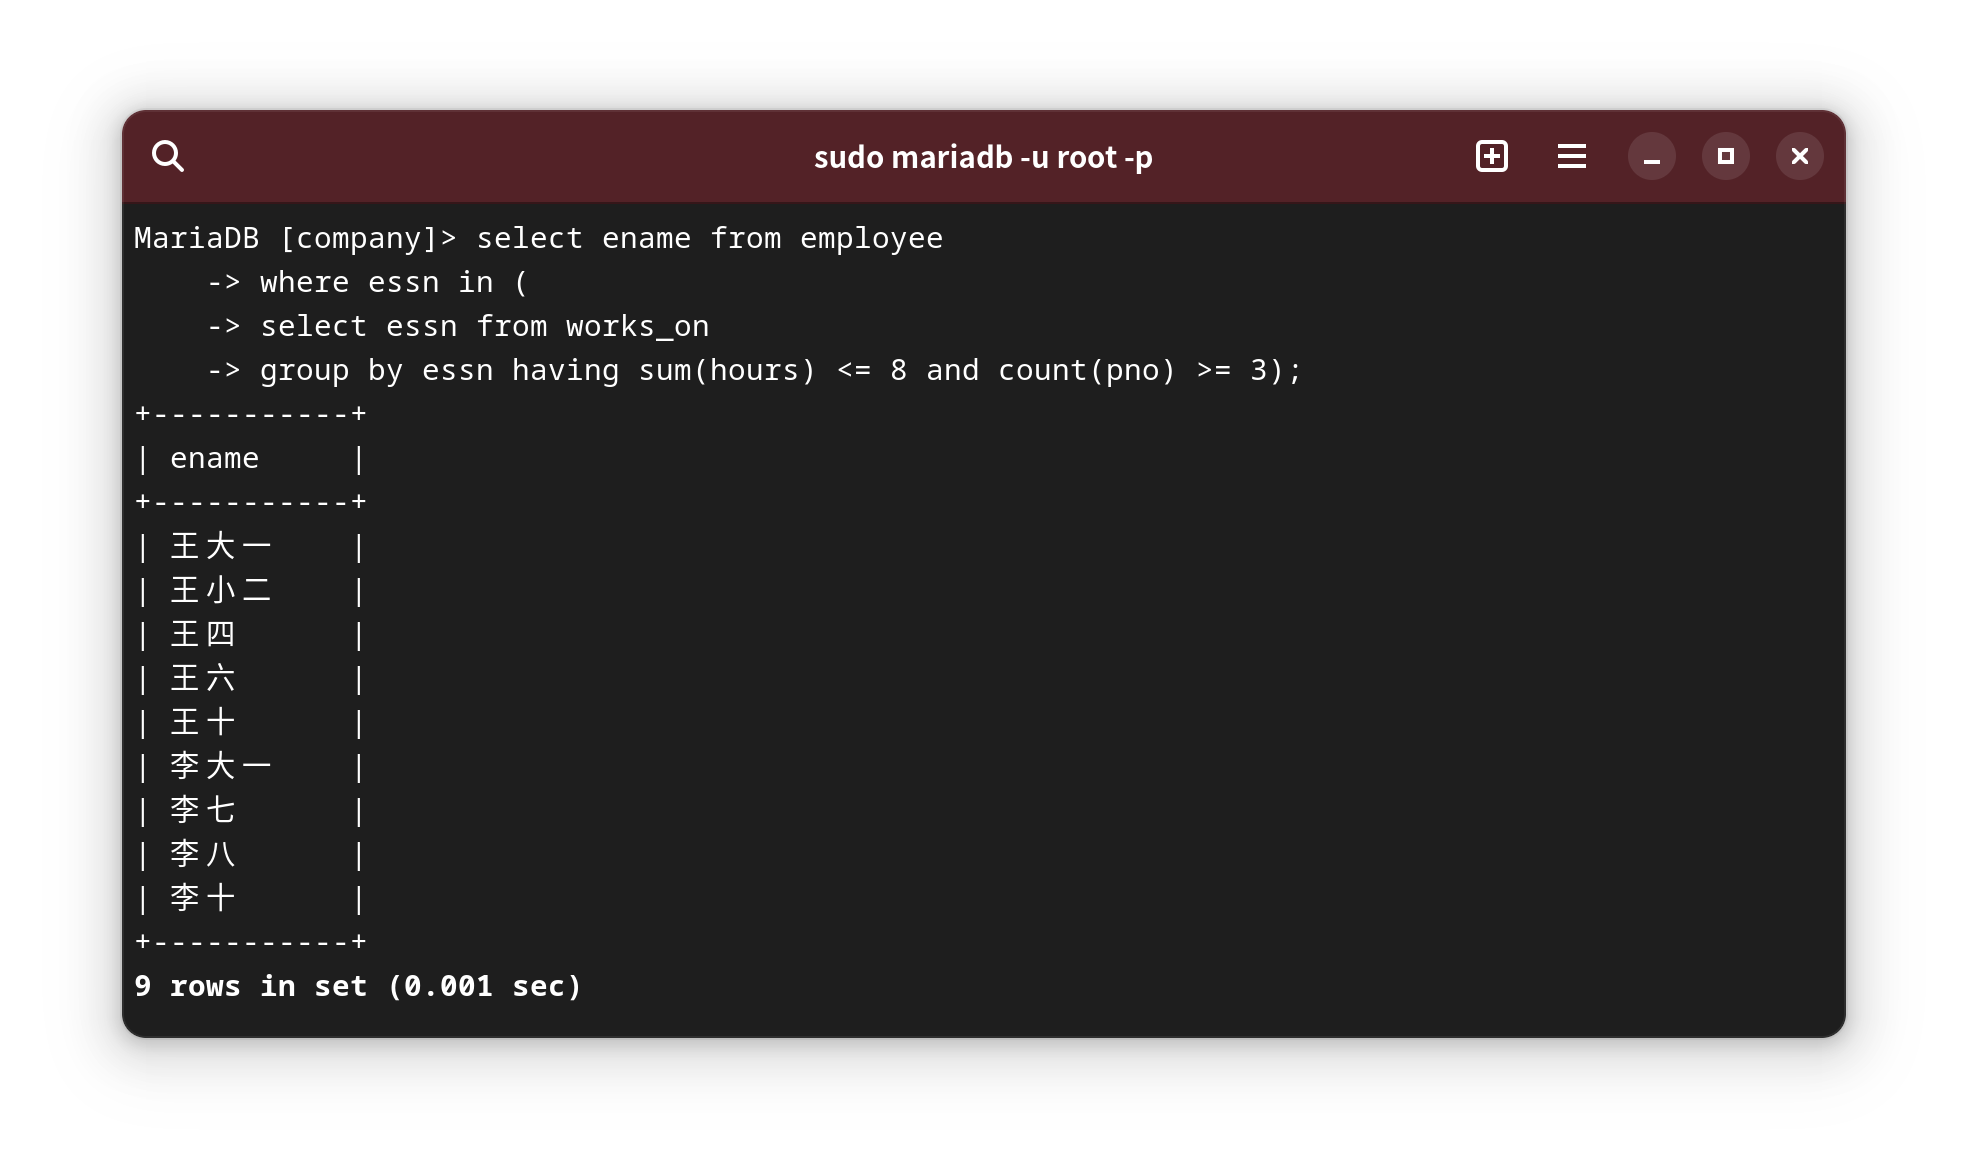 sudo mariadb -u root -p
MariaDB [company]> select ename from employee
    -> where essn in (
    -> select essn from works_on
    -> group by essn having sum(hours) <= 8 and count(pno) >= 3);
+-----------+
| ename     |
+-----------+
| 王大一    |
| 王小二    |
| 王四      |
| 王六      |
| 王十      |
| 李大一    |
| 李七      |
| 李八      |
| 李十      |
+-----------+
9 rows in set (0.001 sec)